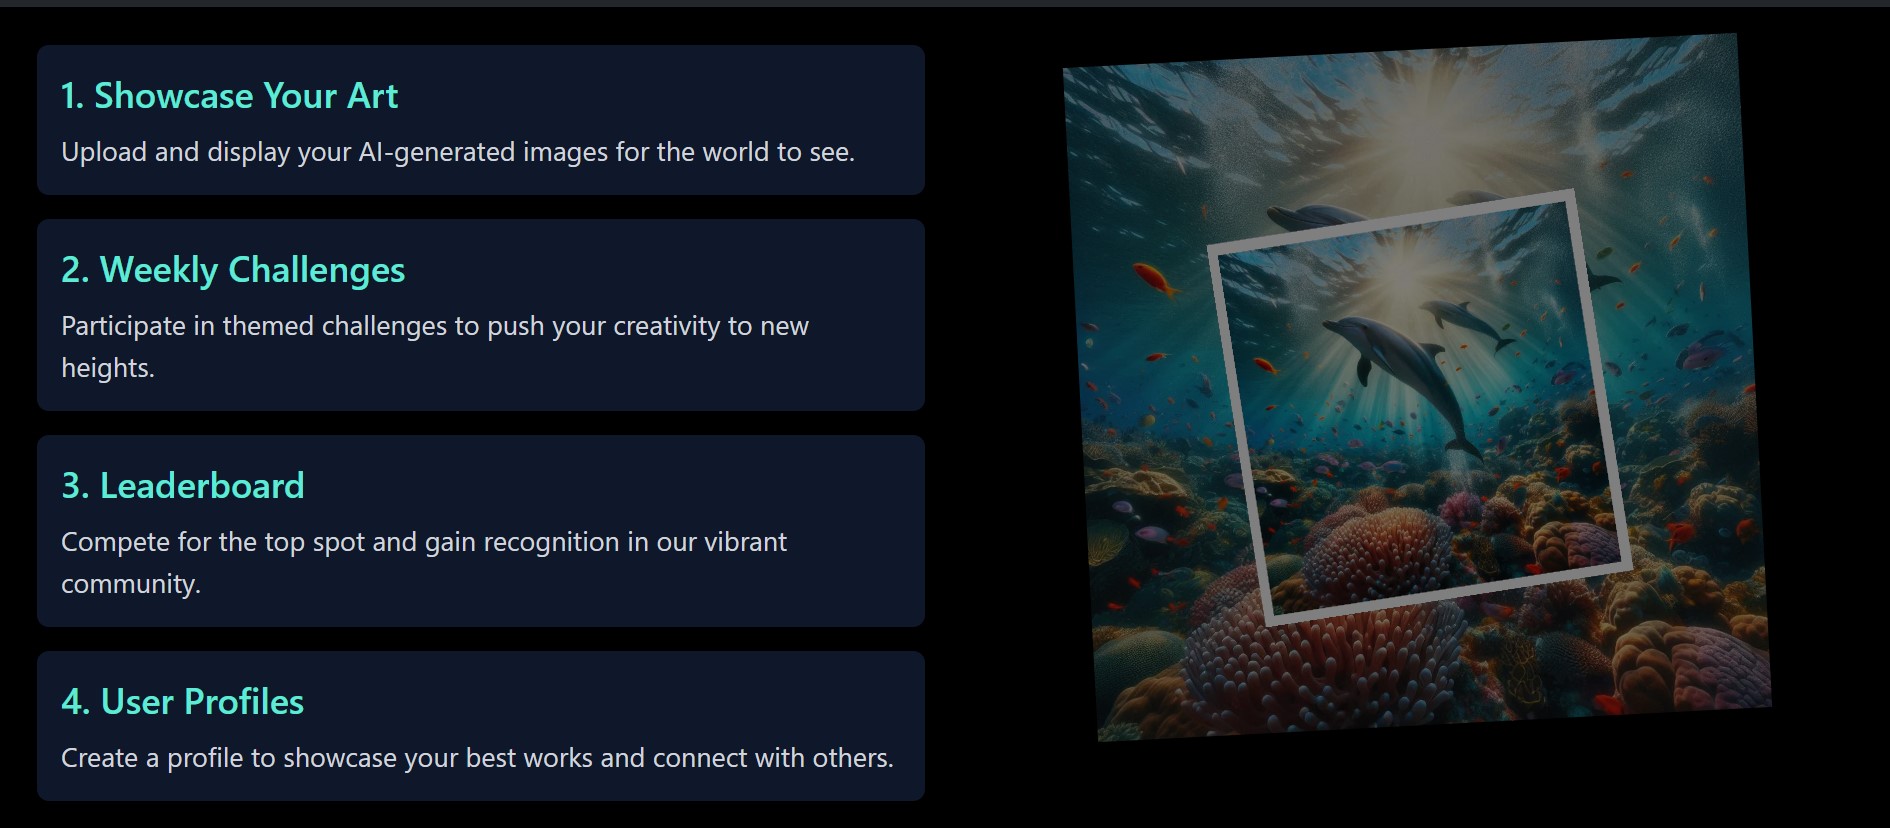 1. Showcase Your Art
Upload and display your AI-generated images for the world to see.
2. Weekly Challenges
Participate in themed challenges to push your creativity to new
heights.
3. Leaderboard
Compete for the top spot and gain recognition in our vibrant
community.
4. User Profiles
Create a profile to showcase your best works and connect with others.